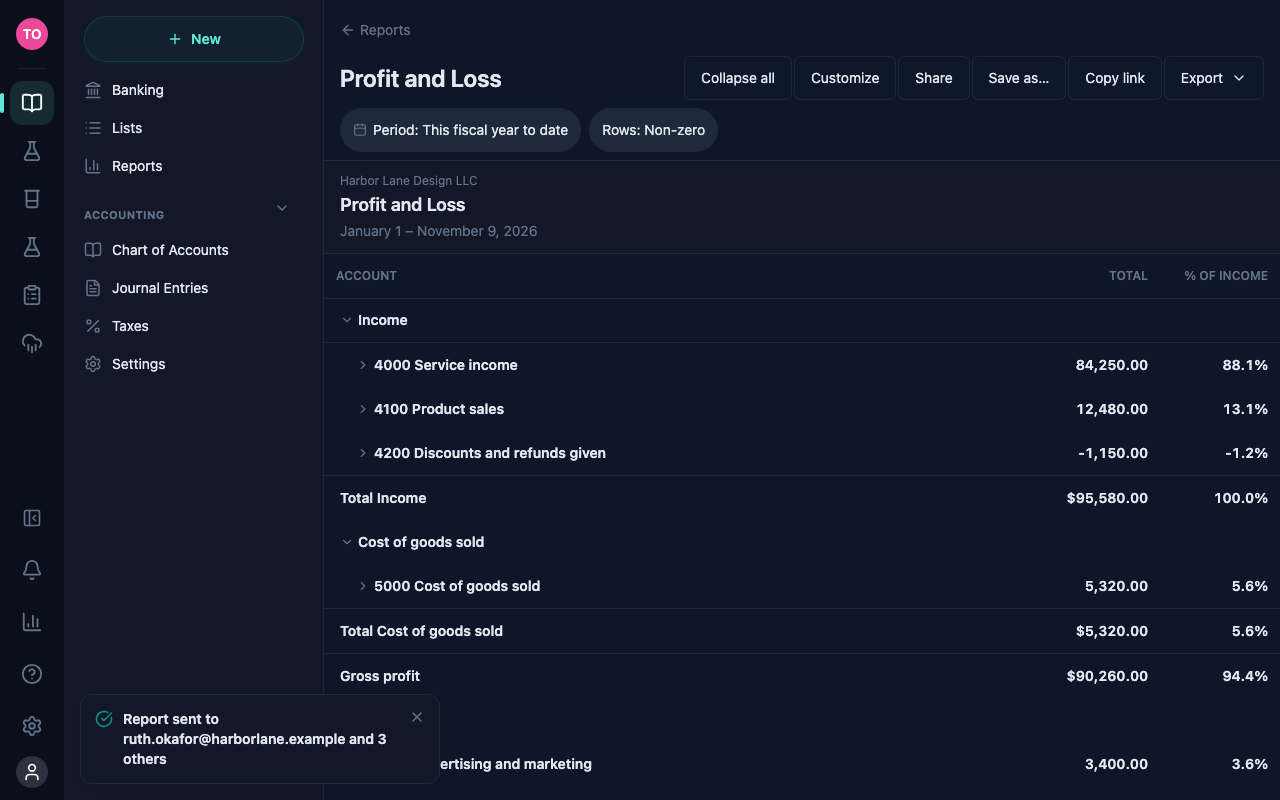 TO
New
Banking
Lists
Reports
ACCOUNTING
Chart of Accounts
Journal Entries
Taxes
Settings
Reports
Profit and Loss
Collapse all
Customize
Share
Save as...
Copy link
Export
Period: This fiscal year to date
Rows: Non-zero
Harbor Lane Design LLC
Profit and Loss
January 1 – November 9, 2026
ACCOUNT TOTAL % OF INCOME
Income
4000 Service income 84,250.00 88.1%
4100 Product sales 12,480.00 13.1%
4200 Discounts and refunds given -1,150.00 -1.2%
Total Income $95,580.00 100.0%
Cost of goods sold
5000 Cost of goods sold 5,320.00 5.6%
Total Cost of goods sold $5,320.00 5.6%
Gross profit $90,260.00 94.4%
ertising and marketing 3,400.00 3.6%
Report sent to
ruth.okafor@harborlane.example and 3
others